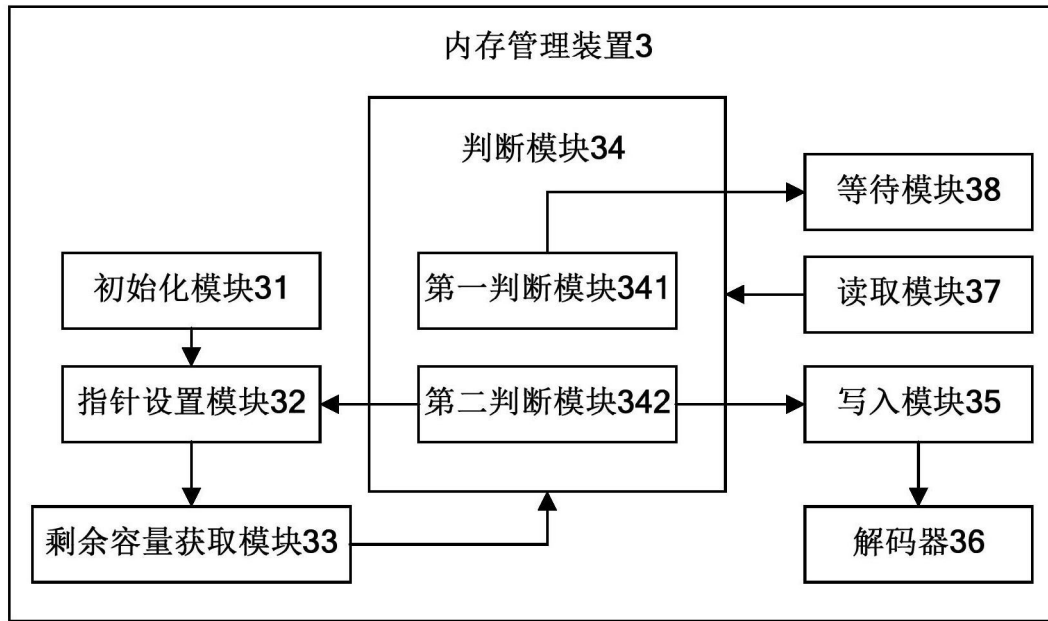 内存管理装置3
判断模块34
等待模块38
初始化模块31
第一判断模块341
读取模块37
指针设置模块32
第二判断模块342
写入模块35
剩余容量获取模块33
解码器36